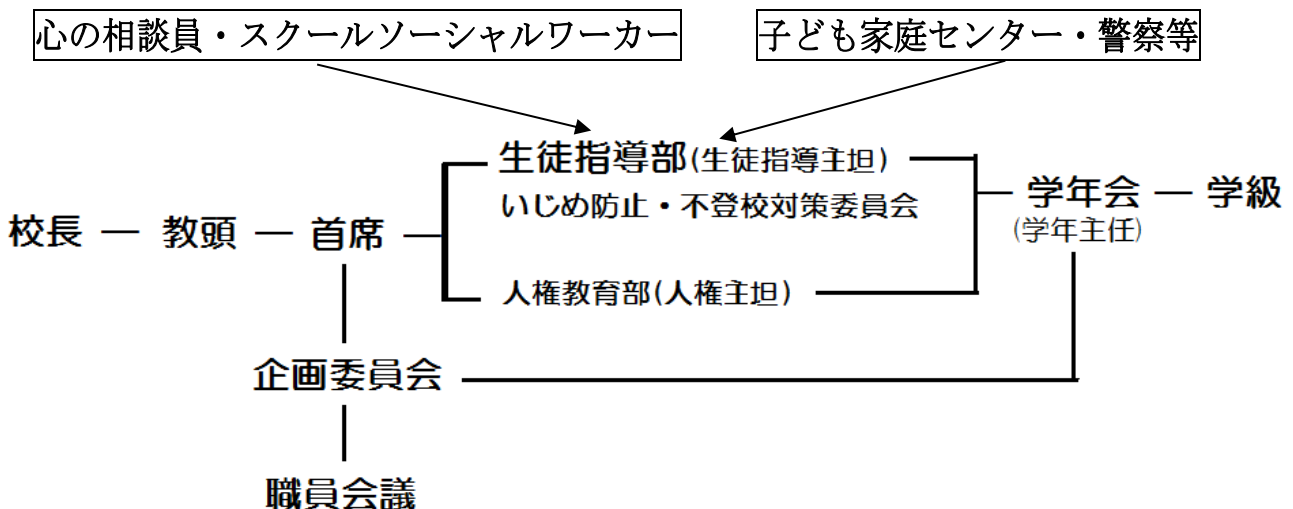 心の相談員・スクールソーシャルワーカー
子ども家庭センター・警察等
生徒指導部(生徒指導主坦)
いじめ防止・不登校対策委員会
校長 ― 教頭 ― 首席
学年会 ― 学級
(学年主任)
人権教育部(人権主坦)
企画委員会
職員会議